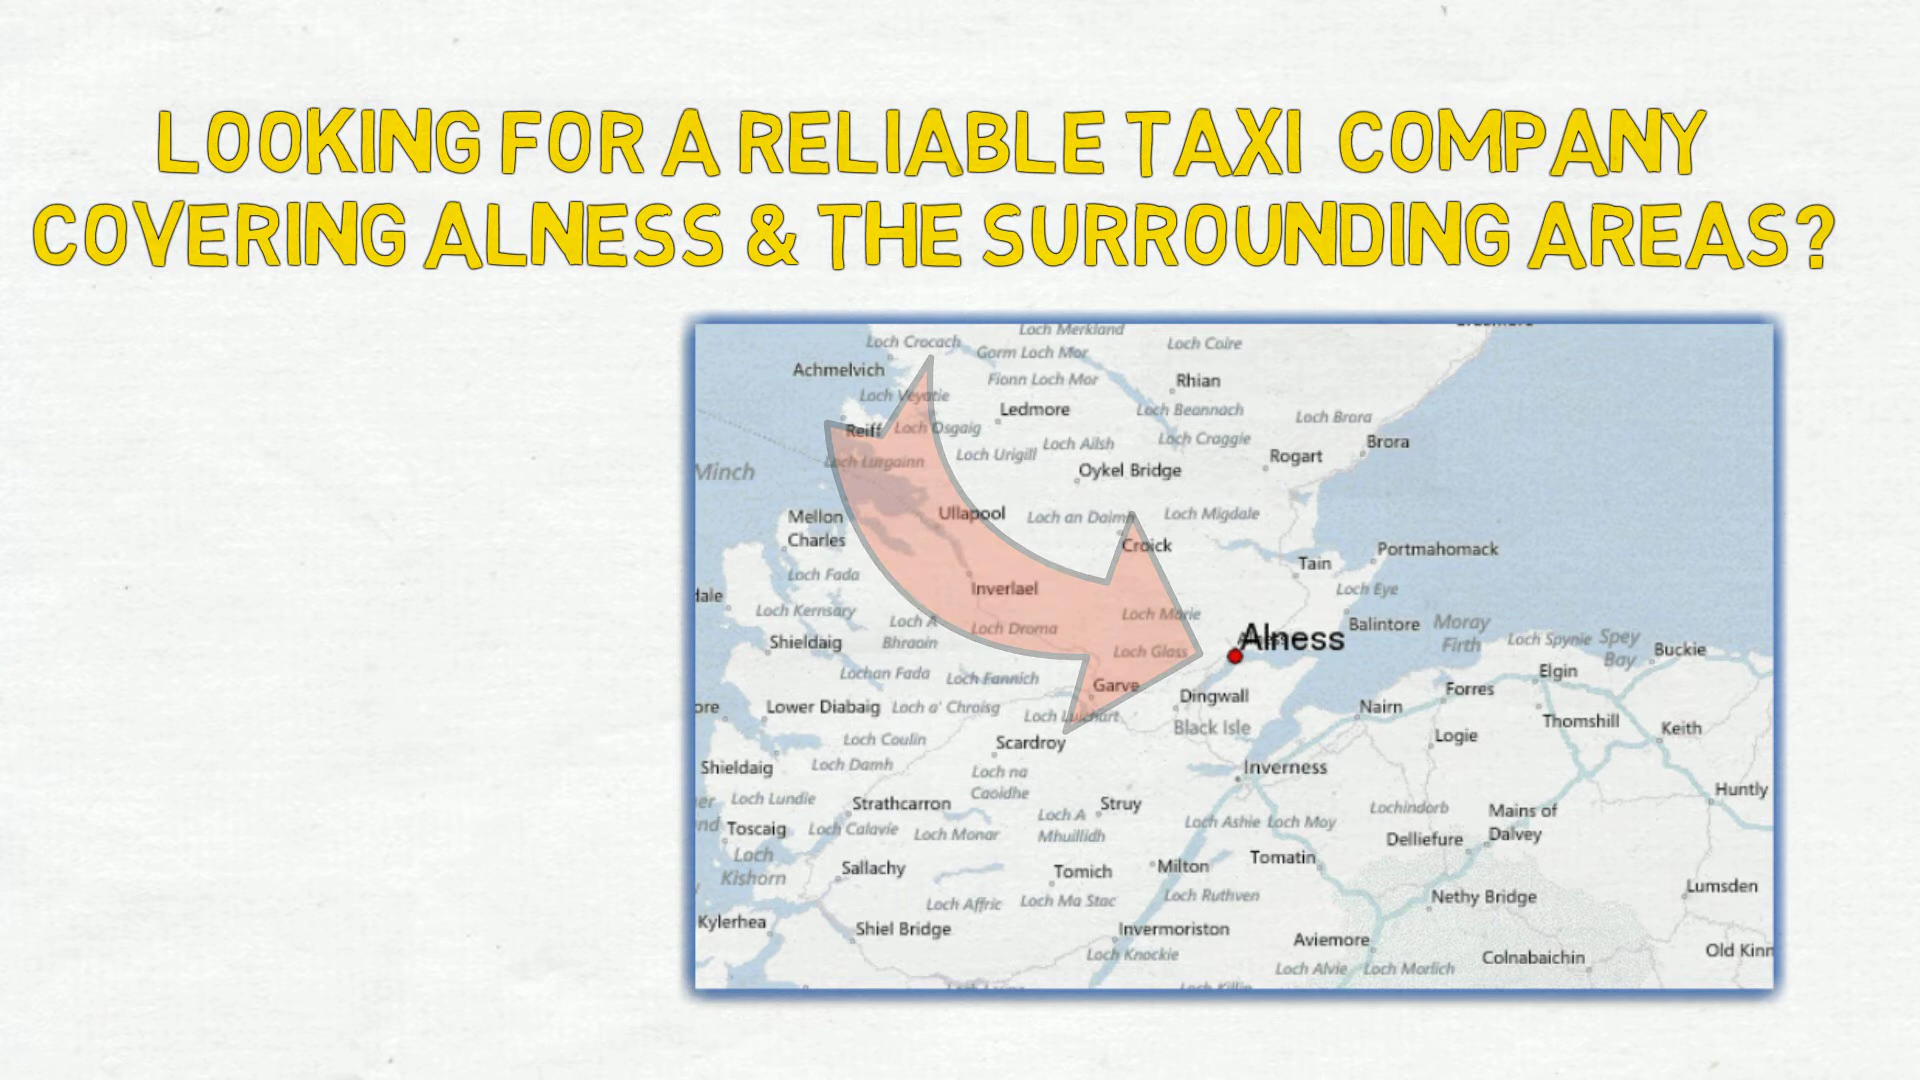 LOOKING FOR A RELIABLE TAXI COMPANY
COVERING ALNESS & THE SURROUNDING AREAS?
Loch Merkland
Loch Crocach
Gorm Loch Mor
Loch Coire
Achmelvich
Fionn Loch Mor
Rhian
Loch Veyatie
Ledmore
Loch Beannach
Loch Brora
Reiff
Loch Osgaig
Loch Ailsh
Loch Craggie
Brora
Loch Urigill
Rogart
Loch Lurgainn
Oykel Bridge
Minch
Mellon
Charles
Ullapool
Loch an Daimh
Loch Migdale
Croick
Portmahomack
Tain
Loch Fada
Inverlael
Loch Eye
Loch Kernsary
Loch A
Bhraoin
Loch Droma
Loch Morie
Alness
Balintore
Moray
Firth
Loch Spynie
Spey
Bay
Buckie
Shieldaig
Loch Glass
Lochan Fada
Loch Fannich
Garve
Dingwall
Elgin
Forres
Lower Diabaig
Loch a' Chroisg
Loch Luichart
Black Isle
Nairn
Thomshill
Keith
Logie
Loch Coulin
Scardroy
Shieldaig
Loch Damh
Loch na
Caoidhe
Inverness
Huntly
Loch Lundie
Strathcarron
Loch A
Mhuillidh
Struy
Lochindorb
Mains of
Dalvey
Toscaig
Loch Calavie
Loch Monar
Loch Ashie
Loch Moy
Delliefure
Loch
Kishorn
Sallachy
Tomich
Milton
Tomatin
Loch Affric
Loch Ma Stac
Loch Ruthven
Nethy Bridge
Lumsden
Kylerhea
Shiel Bridge
Invermoriston
Aviemore
Loch Knockie
Colnabaichin
Old Kinn
Loch Alvie
Loch Morlich